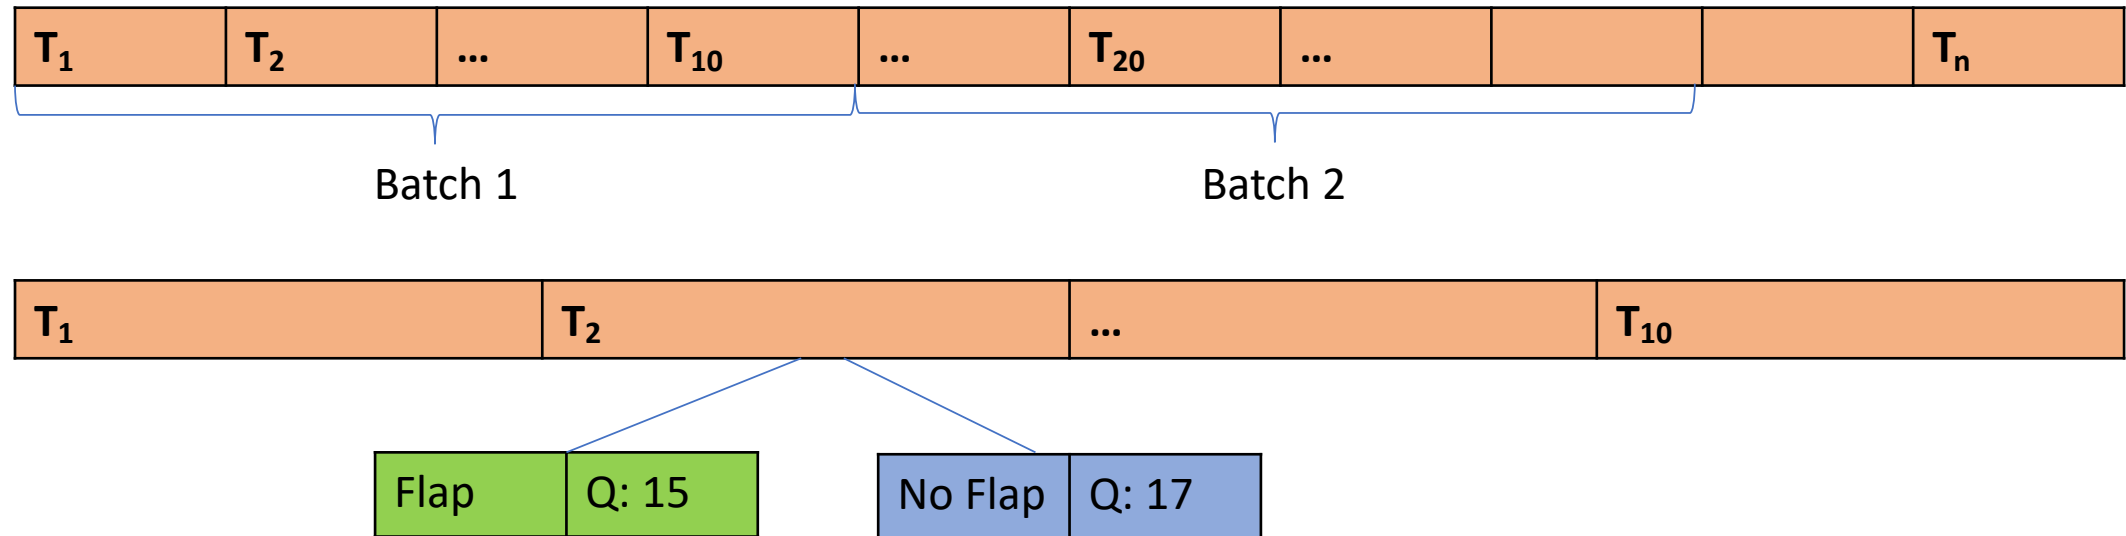 T₁ T₂ ... T₁₀ ... T₂₀ ... Tₙ
Batch 1 Batch 2
T₁ T₂ ... T₁₀
Flap Q: 15 No Flap Q: 17